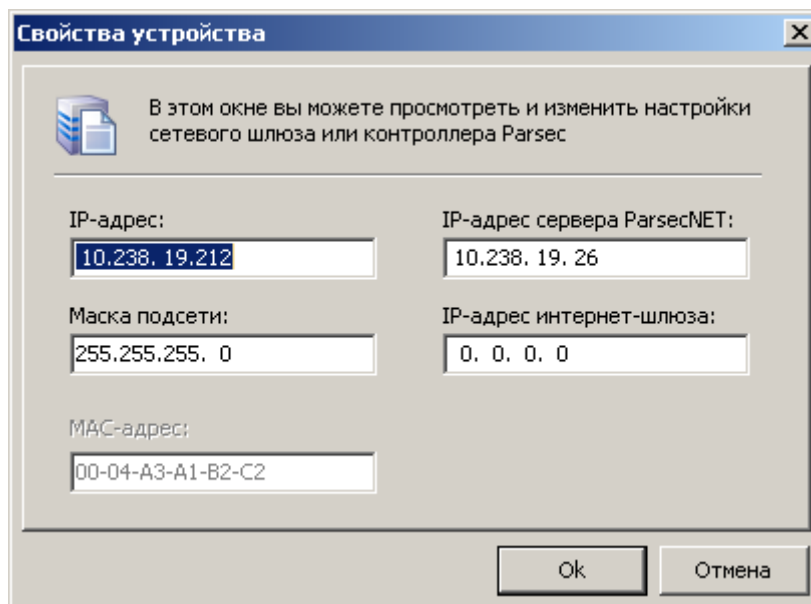 Свойства устройства
В этом окне вы можете просмотреть и изменить настройки
сетевого шлюза или контроллера Parsec
IP-адрес:
10.238. 19.212
IP-адрес сервера ParsecNET:
10.238. 19. 26
Маска подсети:
255.255.255. 0
IP-адрес интернет-шлюза:
0. 0. 0. 0
MAC-адрес:
00-04-A3-A1-B2-C2
Ok
Отмена